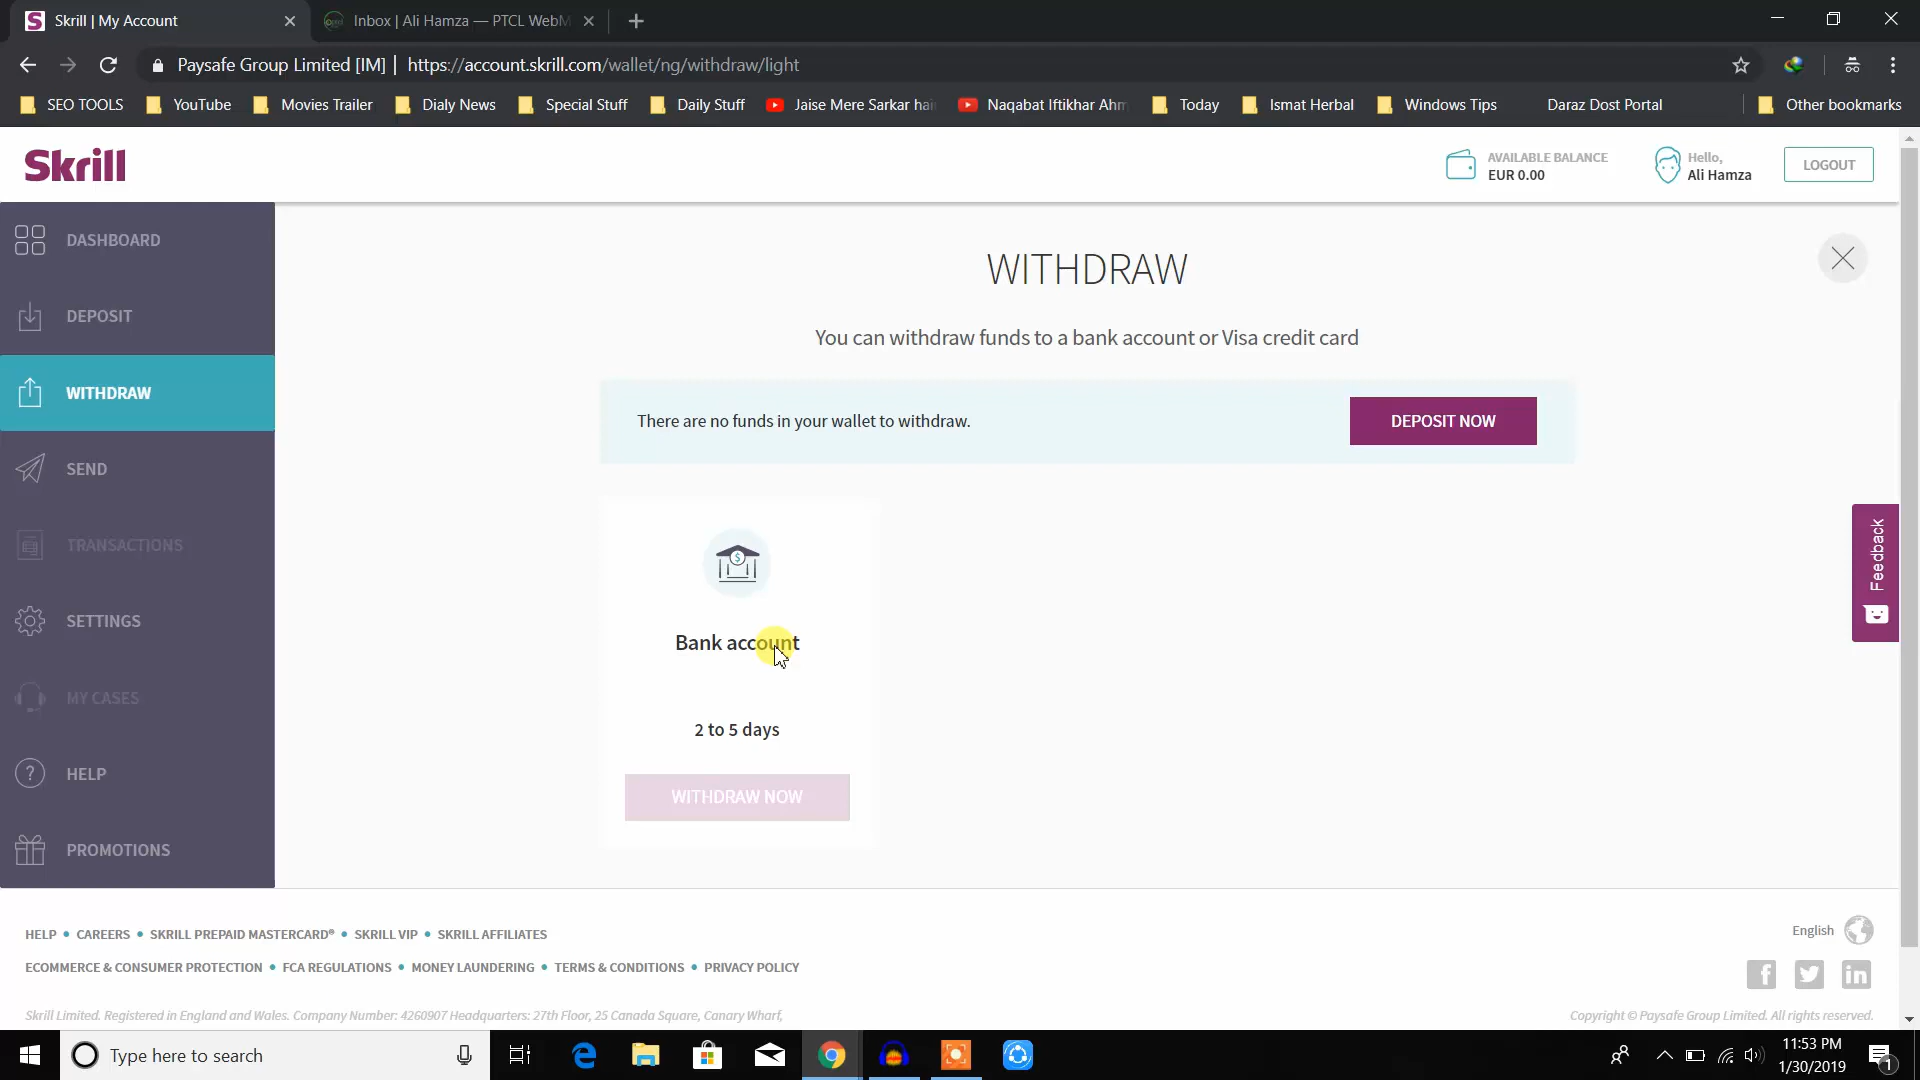 Skrill | My Account
Inbox | Ali Hamza — PTCL WebM
Paysafe Group Limited [IM] | https://account.skrill.com/wallet/ng/withdraw/light
SEO TOOLS YouTube Movies Trailer Dialy News Special Stuff Daily Stuff Jaise Mere Sarkar hai Naqabat Iftikhar Ahm Today Ismat Herbal Windows Tips Daraz Dost Portal Other bookmarks
Skrill
AVAILABLE BALANCE
EUR 0.00
Hello,
Ali Hamza
LOGOUT
DASHBOARD
DEPOSIT
WITHDRAW
SEND
TRANSACTIONS
SETTINGS
MY CASES
HELP
PROMOTIONS
WITHDRAW
You can withdraw funds to a bank account or Visa credit card
There are no funds in your wallet to withdraw.
DEPOSIT NOW
Bank account
2 to 5 days
WITHDRAW NOW
Feedback
HELP • CAREERS • SKRILL PREPAID MASTERCARD® • SKRILL VIP • SKRILL AFFILIATES
ECOMMERCE & CONSUMER PROTECTION • FCA REGULATIONS • MONEY LAUNDERING • TERMS & CONDITIONS • PRIVACY POLICY
English
Skrill Limited. Registered in England and Wales. Company Number: 4260907 Headquarters: 27th Floor, 25 Canada Square, Canary Wharf,
Copyright © Paysafe Group Limited. All rights reserved.
Type here to search
11:53 PM
1/30/2019
1